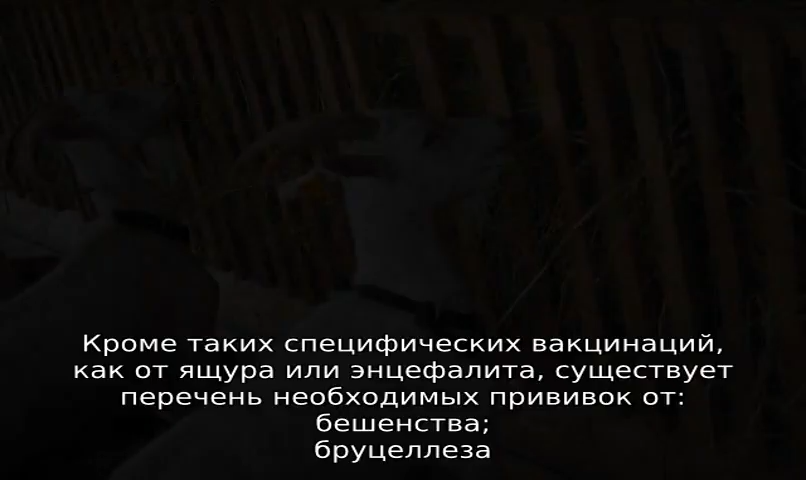 Кроме таких специфических вакцинаций,
как от ящура или энцефалита, существует
перечень необходимых прививок от:
бешенства;
бруцеллеза